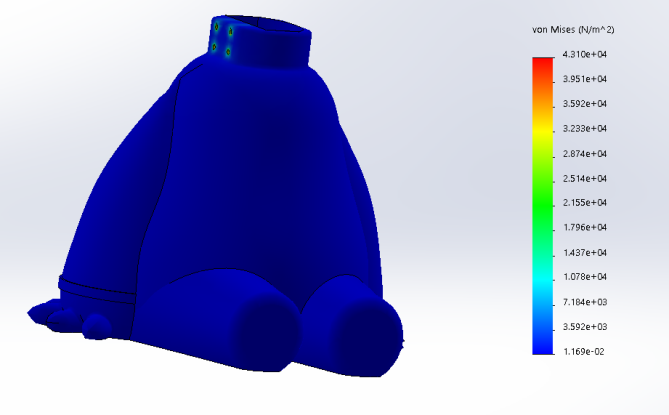 von Mises (N/m^2)
4.310e+04
3.951e+04
3.592e+04
3.233e+04
2.874e+04
2.514e+04
2.155e+04
1.796e+04
1.437e+04
1.078e+04
7.184e+03
3.592e+03
1.169e-02